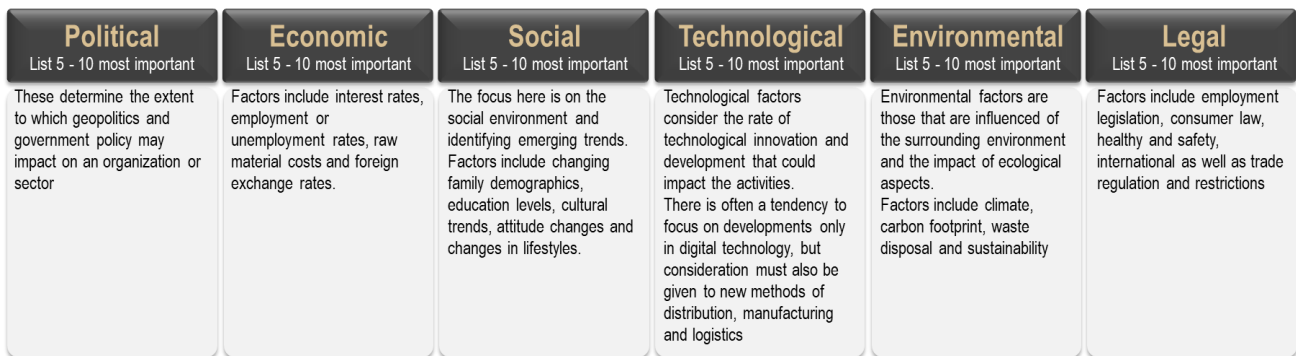 Political
List 5 - 10 most important
These determine the extent
to which geopolitics and
government policy may
impact on an organization or
sector
Economic
List 5 - 10 most important
Factors include interest rates,
employment or
unemployment rates, raw
material costs and foreign
exchange rates.
Social
List 5 - 10 most important
The focus here is on the
social environment and
identifying emerging trends.
Factors include changing
family demographics,
education levels, cultural
trends, attitude changes and
changes in lifestyles.
Technological
List 5 - 10 most important
Technological factors
consider the rate of
technological innovation and
development that could
impact the activities.
There is often a tendency to
focus on developments only
in digital technology, but
consideration must also be
given to new methods of
distribution, manufacturing
and logistics
Environmental
List 5 - 10 most important
Environmental factors are
those that are influenced of
the surrounding environment
and the impact of ecological
aspects.
Factors include climate,
carbon footprint, waste
disposal and sustainability
Legal
List 5 - 10 most important
Factors include employment
legislation, consumer law,
healthy and safety,
international as well as trade
regulation and restrictions